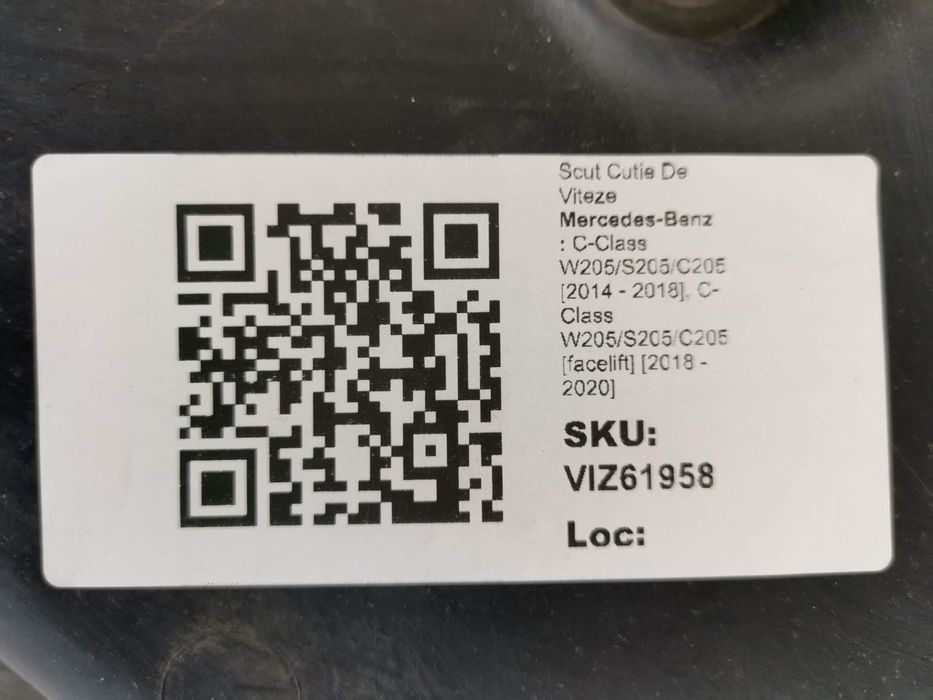 Scut Cutie De
Viteze
Mercedes-Benz
: C-Class
W205/S205/C205
[2014 - 2018], C-
Class
W205/S205/C205
[facelift] [2018 -
2020]
SKU:
VIZ61958
Loc: